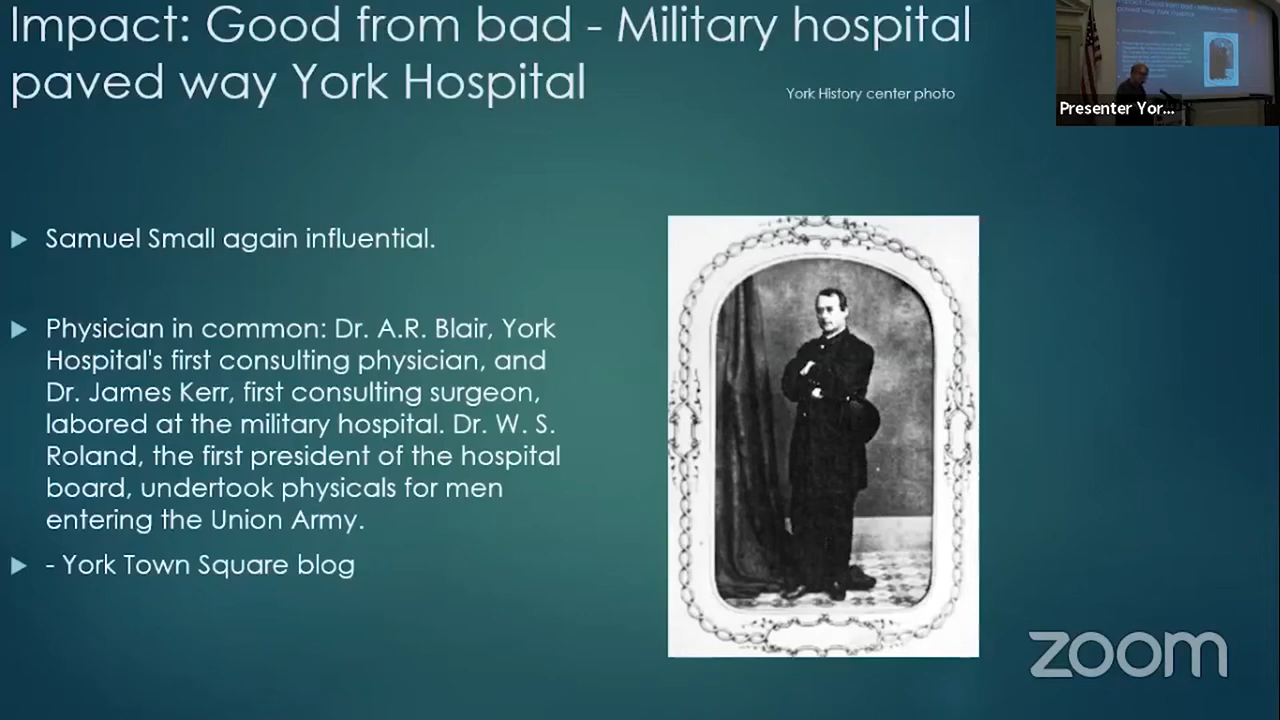 Impact: Good from bad - Military hospital
paved way York Hospital
York History center photo
Presenter Yor...
Samuel Small again influential.
Physician in common: Dr. A.R. Blair, York
Hospital's first consulting physician, and
Dr. James Kerr, first consulting surgeon,
labored at the military hospital. Dr. W. S.
Roland, the first president of the hospital
board, undertook physicals for men
entering the Union Army.
- York Town Square blog
zoom